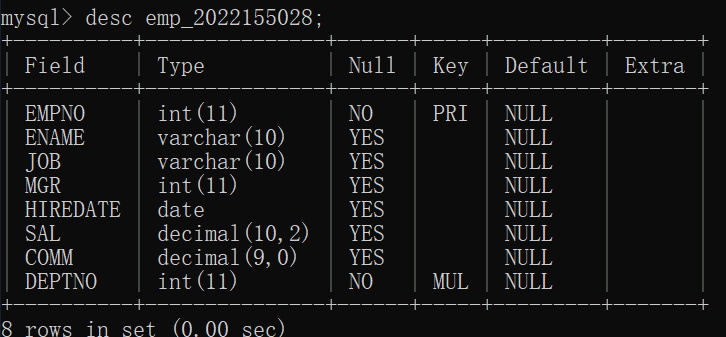 mysql> desc emp_2022155028;
+----------+---------------+------+-----+---------+-------+
| Field    | Type          | Null | Key | Default | Extra |
+----------+---------------+------+-----+---------+-------+
| EMPNO    | int(11)       | NO   | PRI | NULL    |       |
| ENAME    | varchar(10)   | YES  |     | NULL    |       |
| JOB      | varchar(10)   | YES  |     | NULL    |       |
| MGR      | int(11)       | YES  |     | NULL    |       |
| HIREDATE | date          | YES  |     | NULL    |       |
| SAL      | decimal(10,2) | YES  |     | NULL    |       |
| COMM     | decimal(9,0)  | YES  |     | NULL    |       |
| DEPTNO   | int(11)       | NO   | MUL | NULL    |       |
+----------+---------------+------+-----+---------+-------+
8 rows in set (0.00 sec)